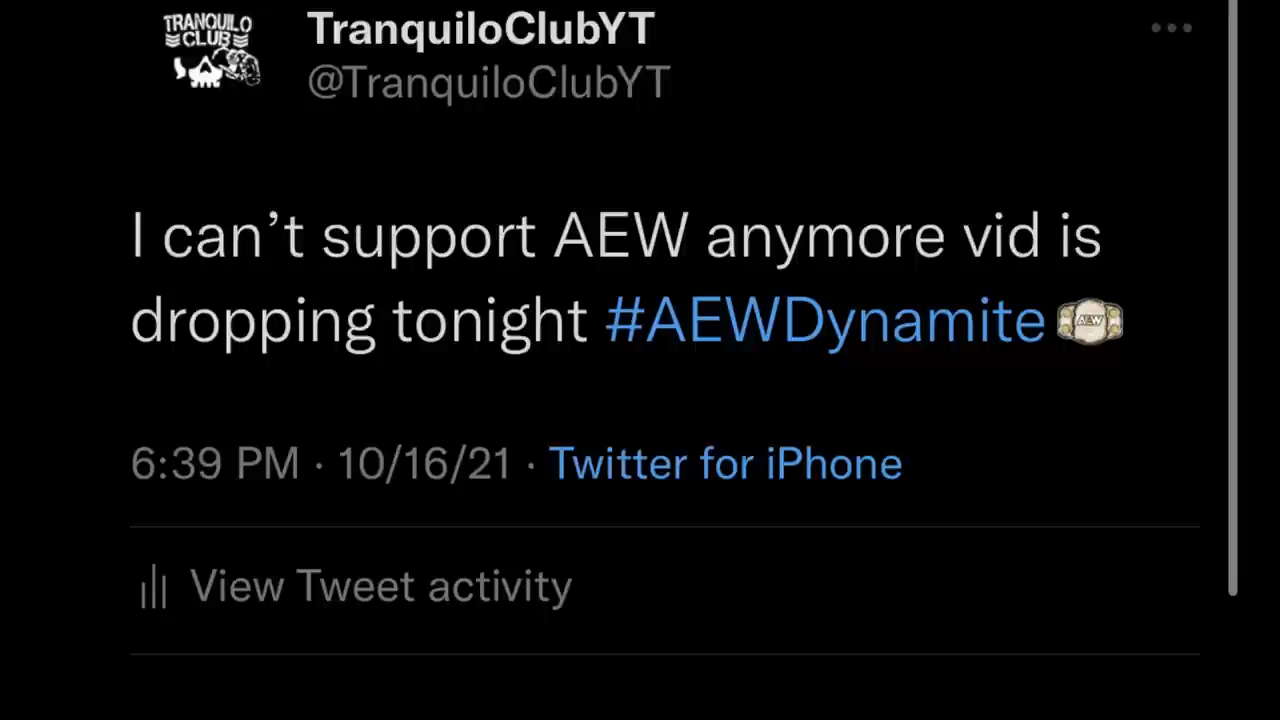 TRANQUILO
CLUB
TranquiloClubYT
@TranquiloClubYT
I can’t support AEW anymore vid is
dropping tonight #AEWDynamite
AEW
6:39 PM · 10/16/21 · Twitter for iPhone
View Tweet activity